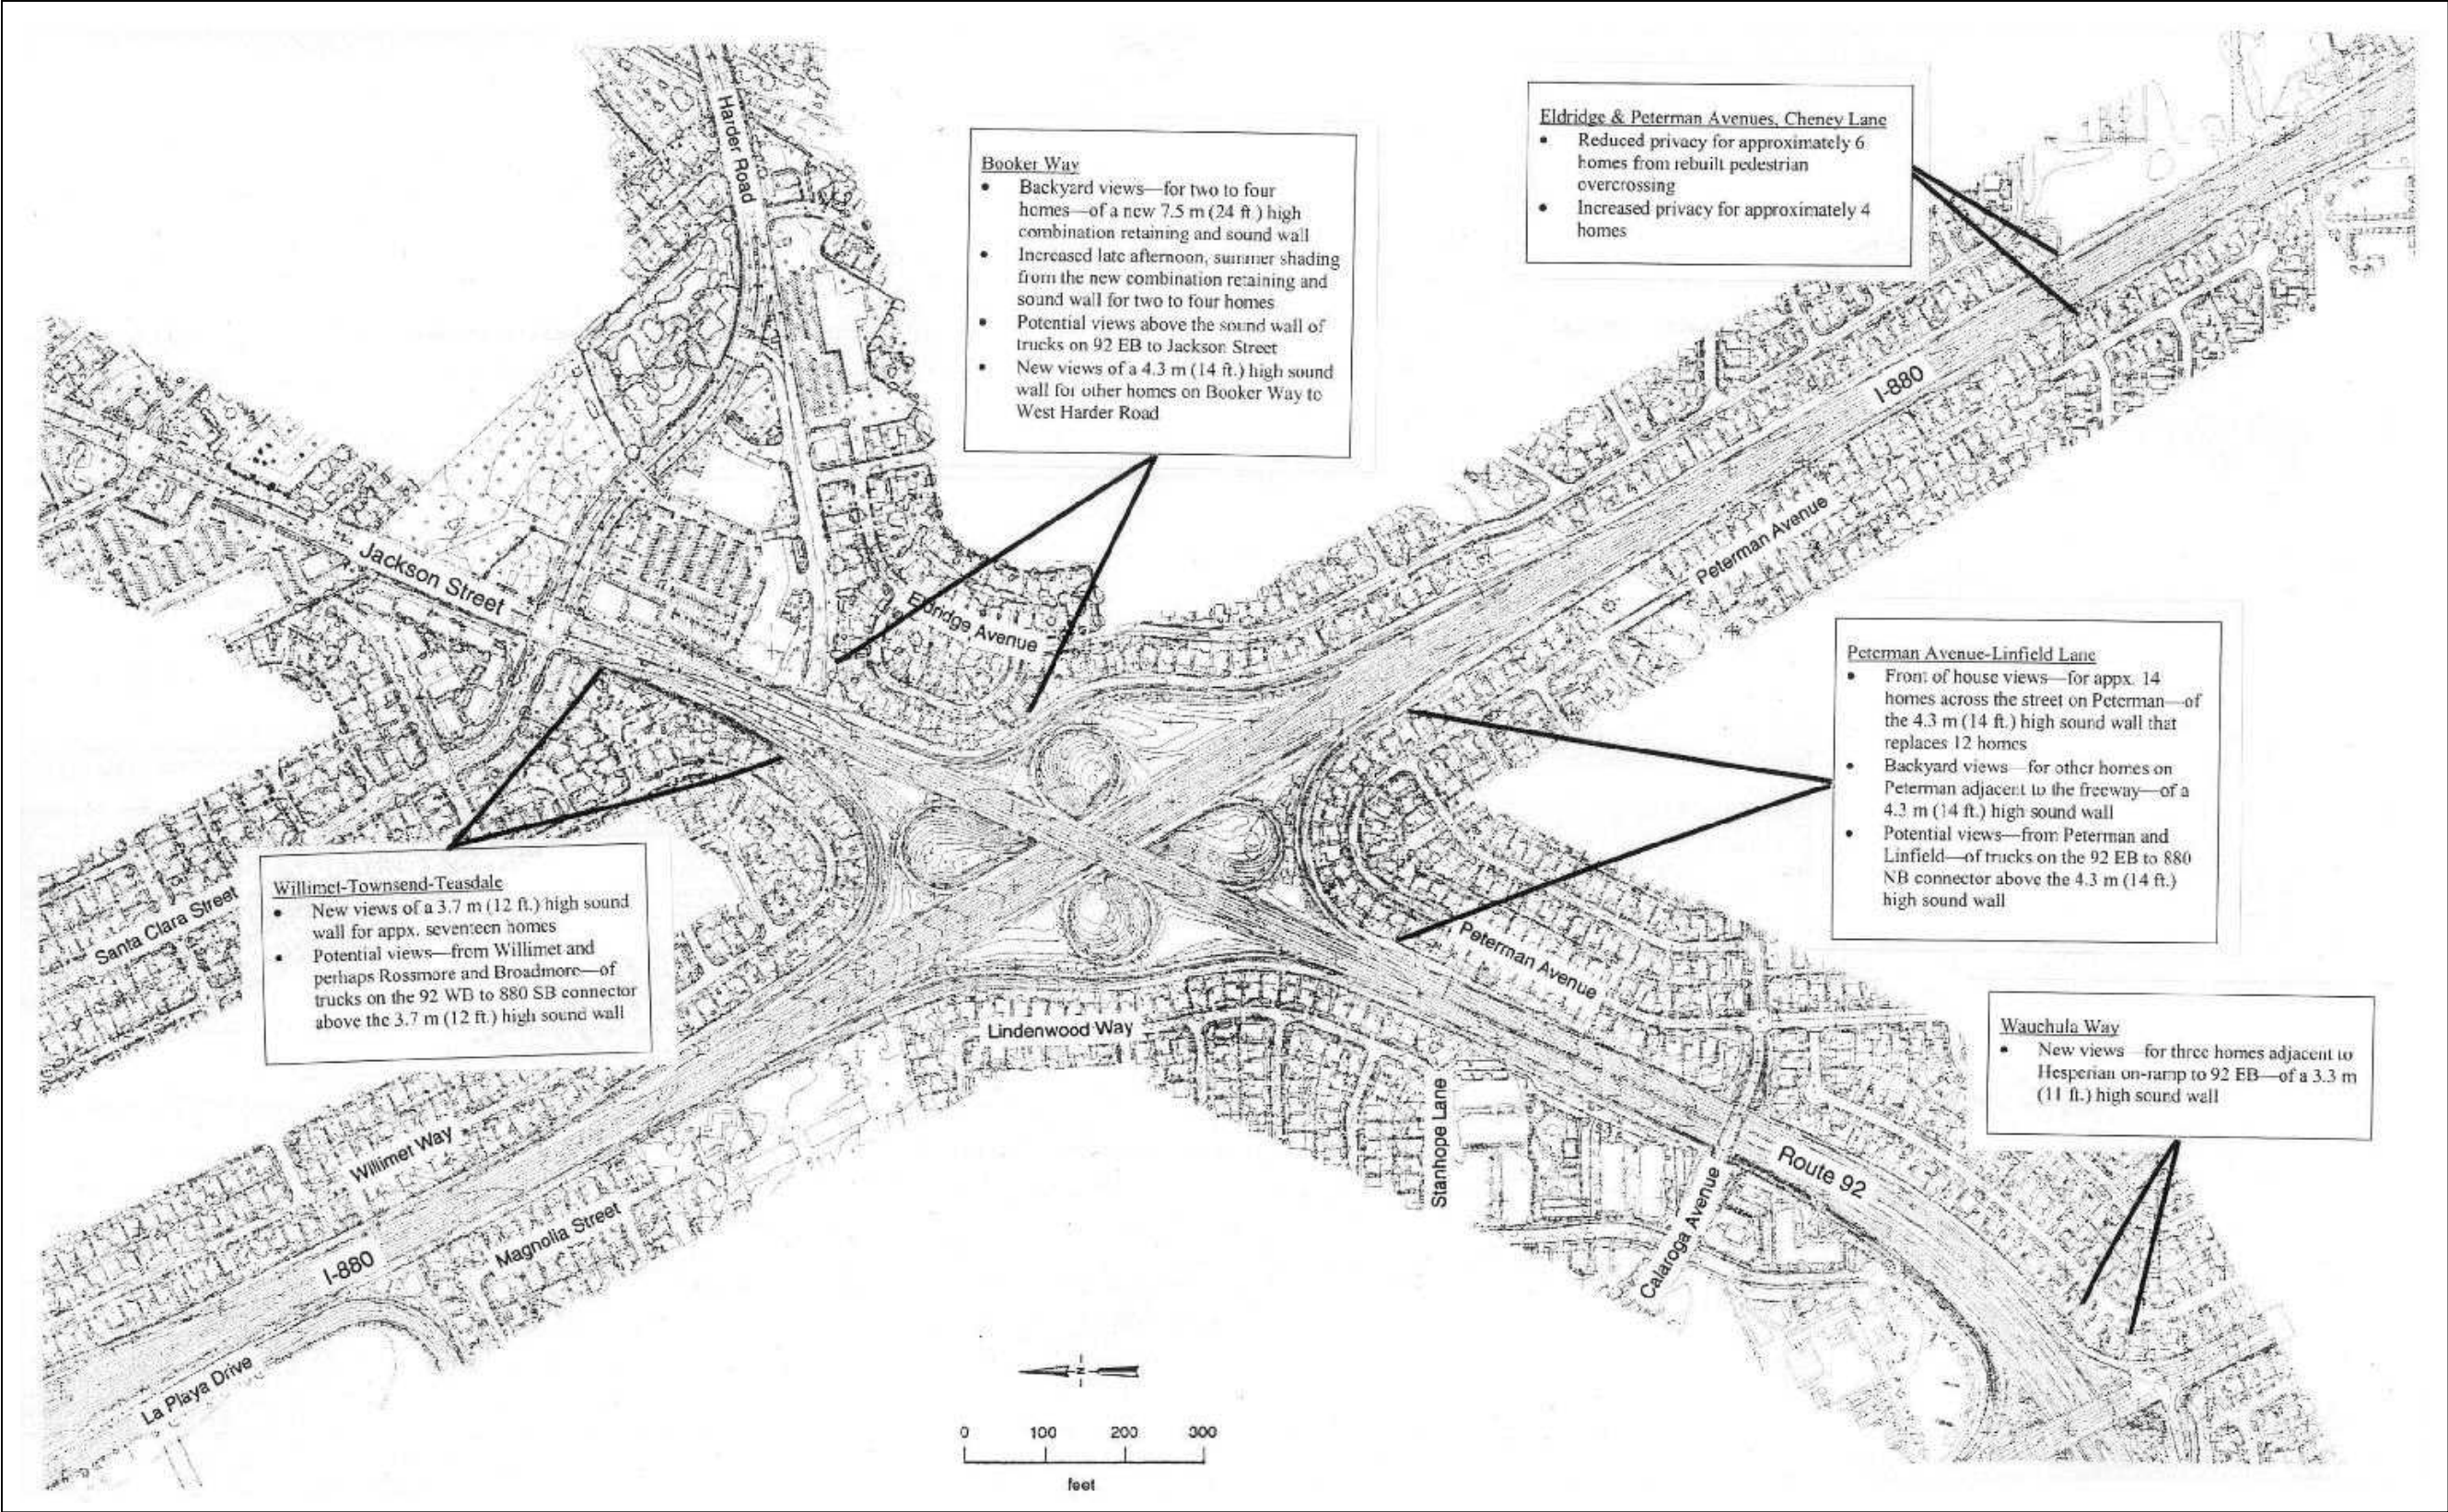 Harder Road
Booker Way
• Backyard views—for two to four
homes—of a new 7.5 m (24 ft.) high
combination retaining and sound wall
• Increased late afternoon, summer shading
from the new combination retaining and
sound wall for two to four homes
• Potential views above the sound wall of
trucks on 92 EB to Jackson Street
• New views of a 4.3 m (14 ft.) high sound
wall for other homes on Booker Way to
West Harder Road
Eldridge & Peterman Avenues, Cheney Lane
• Reduced privacy for approximately 6
homes from rebuilt pedestrian
overcrossing
• Increased privacy for approximately 4
homes
I-880
Peterman Avenue
Jackson Street
Eldridge Avenue
Peterman Avenue-Linfield Lane
• Front of house views—for appx. 14
homes across the street on Peterman—of
the 4.3 m (14 ft.) high sound wall that
replaces 12 homes
• Backyard views—for other homes on
Peterman adjacent to the freeway—of a
4.3 m (14 ft.) high sound wall
• Potential views—from Peterman and
Linfield—of trucks on the 92 EB to 880
NB connector above the 4.3 m (14 ft.)
high sound wall
Santa Clara Street
Willimet-Townsend-Teasdale
• New views of a 3.7 m (12 ft.) high sound
wall for appx. seventeen homes
• Potential views—from Willimet and
perhaps Rossmore and Broadmore—of
trucks on the 92 WB to 880 SB connector
above the 3.7 m (12 ft.) high sound wall
Peterman Avenue
Lindenwood Way
Wauchula Way
• New views—for three homes adjacent to
Hesperian on-ramp to 92 EB—of a 3.3 m
(11 ft.) high sound wall
Willimet Way
Stanhope Lane
Route 92
Magnolia Street
Calaroga Avenue
I-880
La Playa Drive
N
0 100 200 300
feet